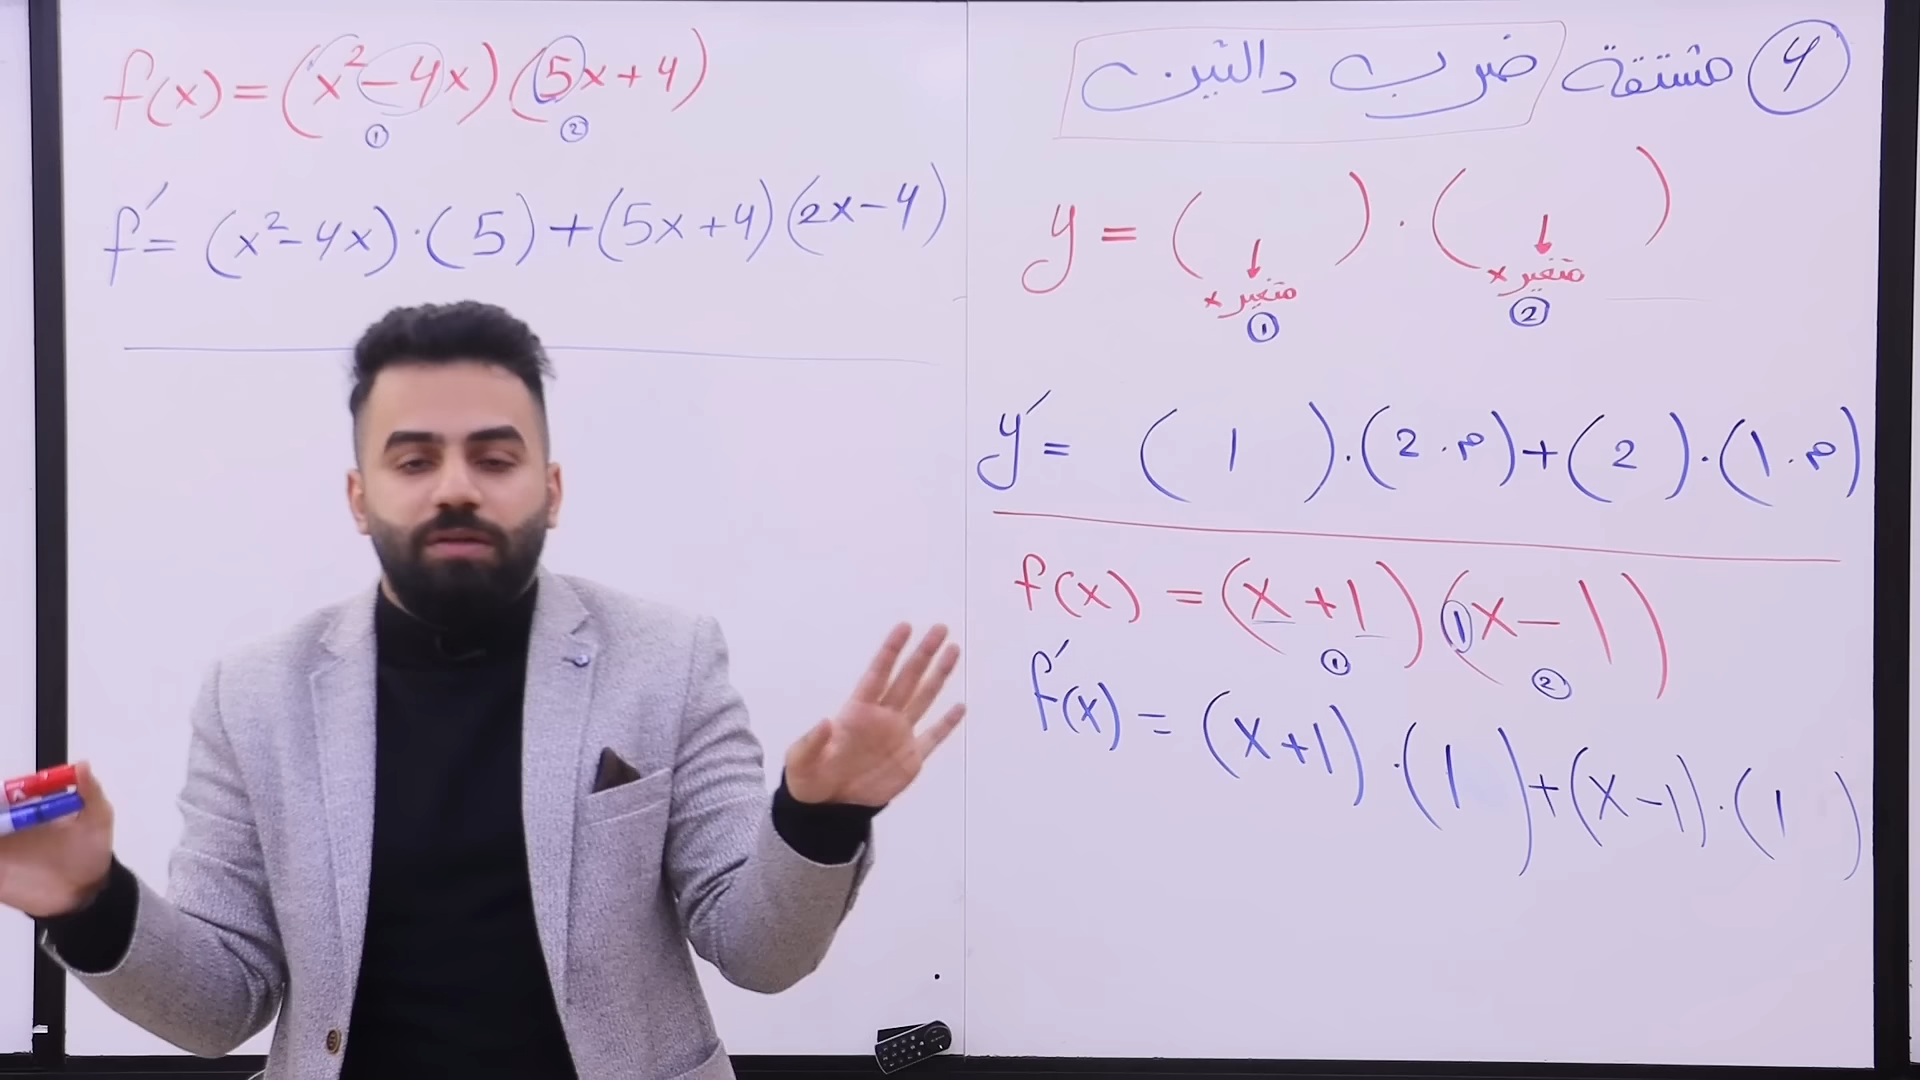 ④ مشتقة ضرب دالتين
y = (     ) . (     )
متغير x     متغير x
①     ②
y′ = ( 1 ) . ( 2 . م ) + ( 2 ) . ( 1 . م )
f(x) = (x + 1) (1x − 1)
①     ②
f′(x) = (x+1) . (1) + (x−1) . (1)
f(x) = (x² − 4x) (5x + 4)
①     ②
f′ = (x² − 4x) . (5) + (5x + 4) (2x − 4)